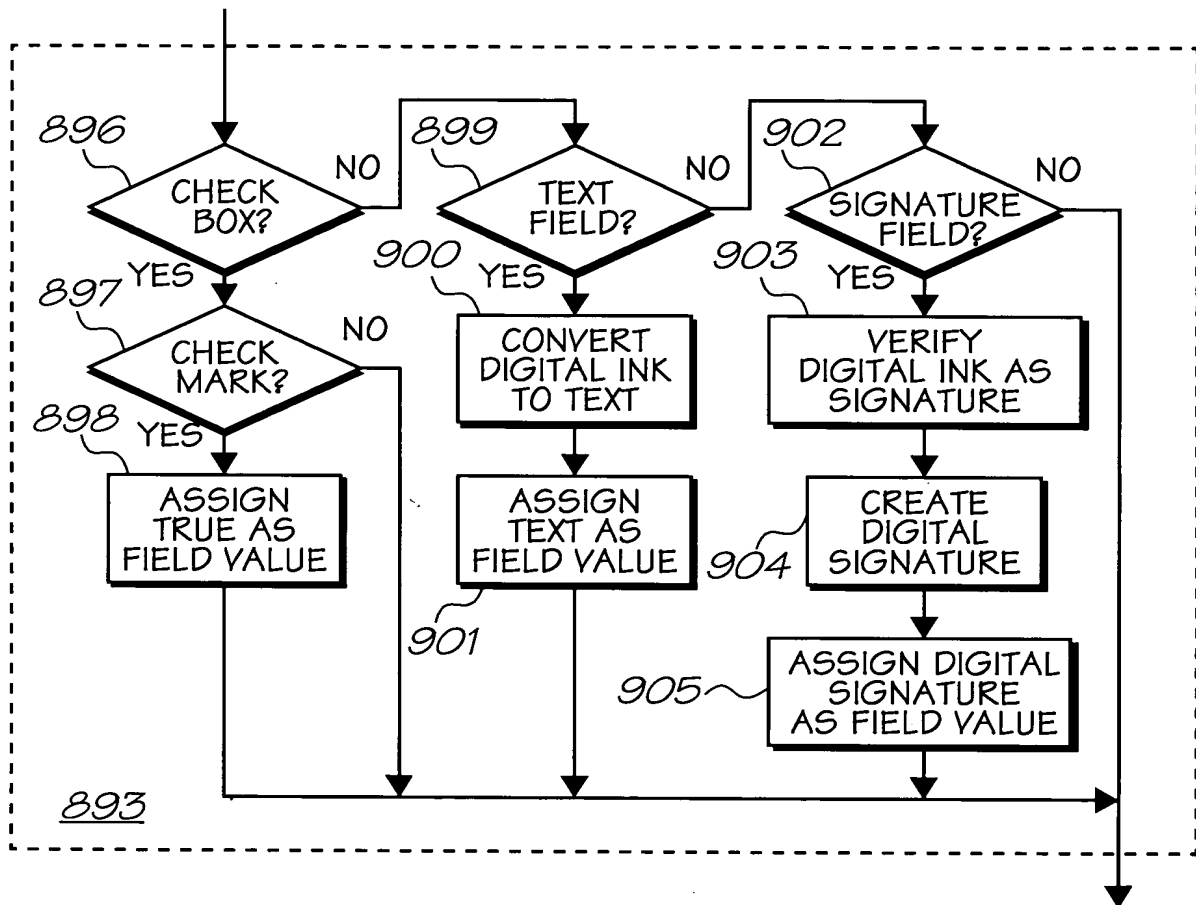 896
CHECK
BOX?
NO
YES
897
CHECK
MARK?
NO
YES
898
ASSIGN
TRUE AS
FIELD VALUE
899
TEXT
FIELD?
NO
YES
900
CONVERT
DIGITAL INK
TO TEXT
ASSIGN
TEXT AS
FIELD VALUE
901
902
SIGNATURE
FIELD?
NO
YES
903
VERIFY
DIGITAL INK AS
SIGNATURE
CREATE
DIGITAL
SIGNATURE
904
ASSIGN DIGITAL
SIGNATURE
AS FIELD VALUE
905
893